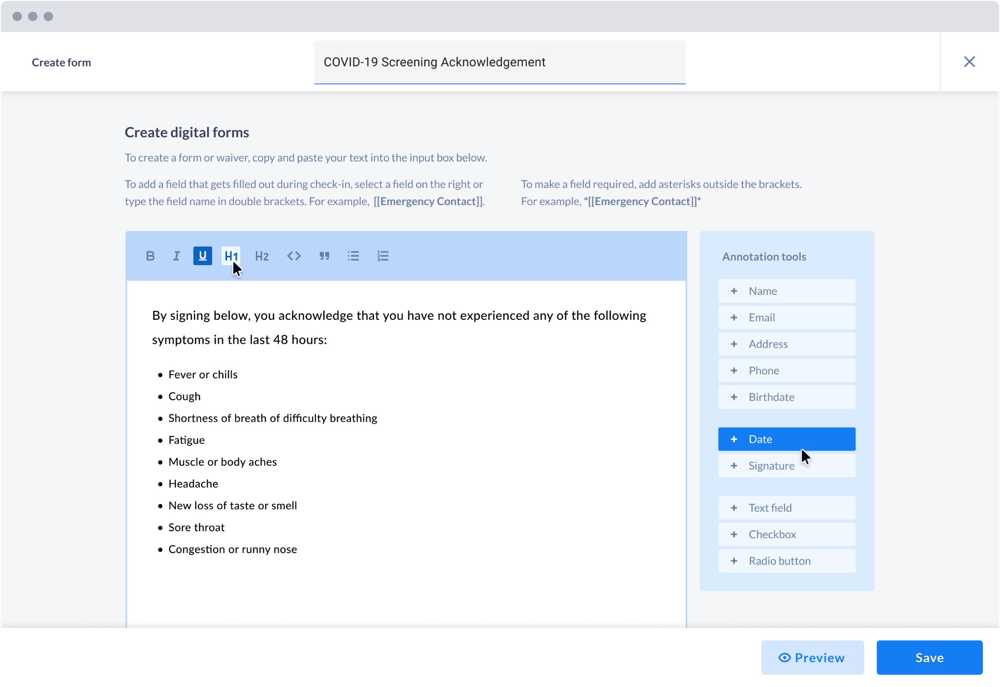 Create form
COVID-19 Screening Acknowledgement
Create digital forms
To create a form or waiver, copy and paste your text into the input box below.
To add a field that gets filled out during check-in, select a field on the right or
type the field name in double brackets. For example, [[Emergency Contact]].
To make a field required, add asterisks outside the brackets.
For example, *[[Emergency Contact]]*
B I U H1 H2 <> " 
By signing below, you acknowledge that you have not experienced any of the following
symptoms in the last 48 hours:
• Fever or chills
• Cough
• Shortness of breath of difficulty breathing
• Fatigue
• Muscle or body aches
• Headache
• New loss of taste or smell
• Sore throat
• Congestion or runny nose
Annotation tools
+ Name
+ Email
+ Address
+ Phone
+ Birthdate
+ Date
+ Signature
+ Text field
+ Checkbox
+ Radio button
Preview
Save